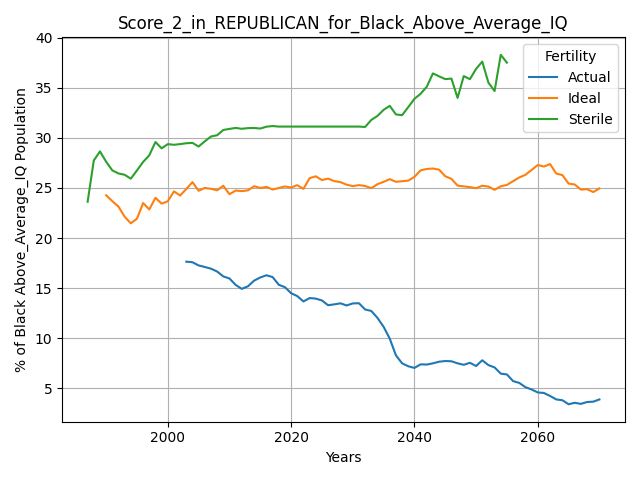 Score_2_in_REPUBLICAN_for_Black_Above_Average_IQ
% of Black Above_Average_IQ Population
40
35
30
25
20
15
10
5
Fertility
Actual
Ideal
Sterile
2000
2020
2040
2060
Years